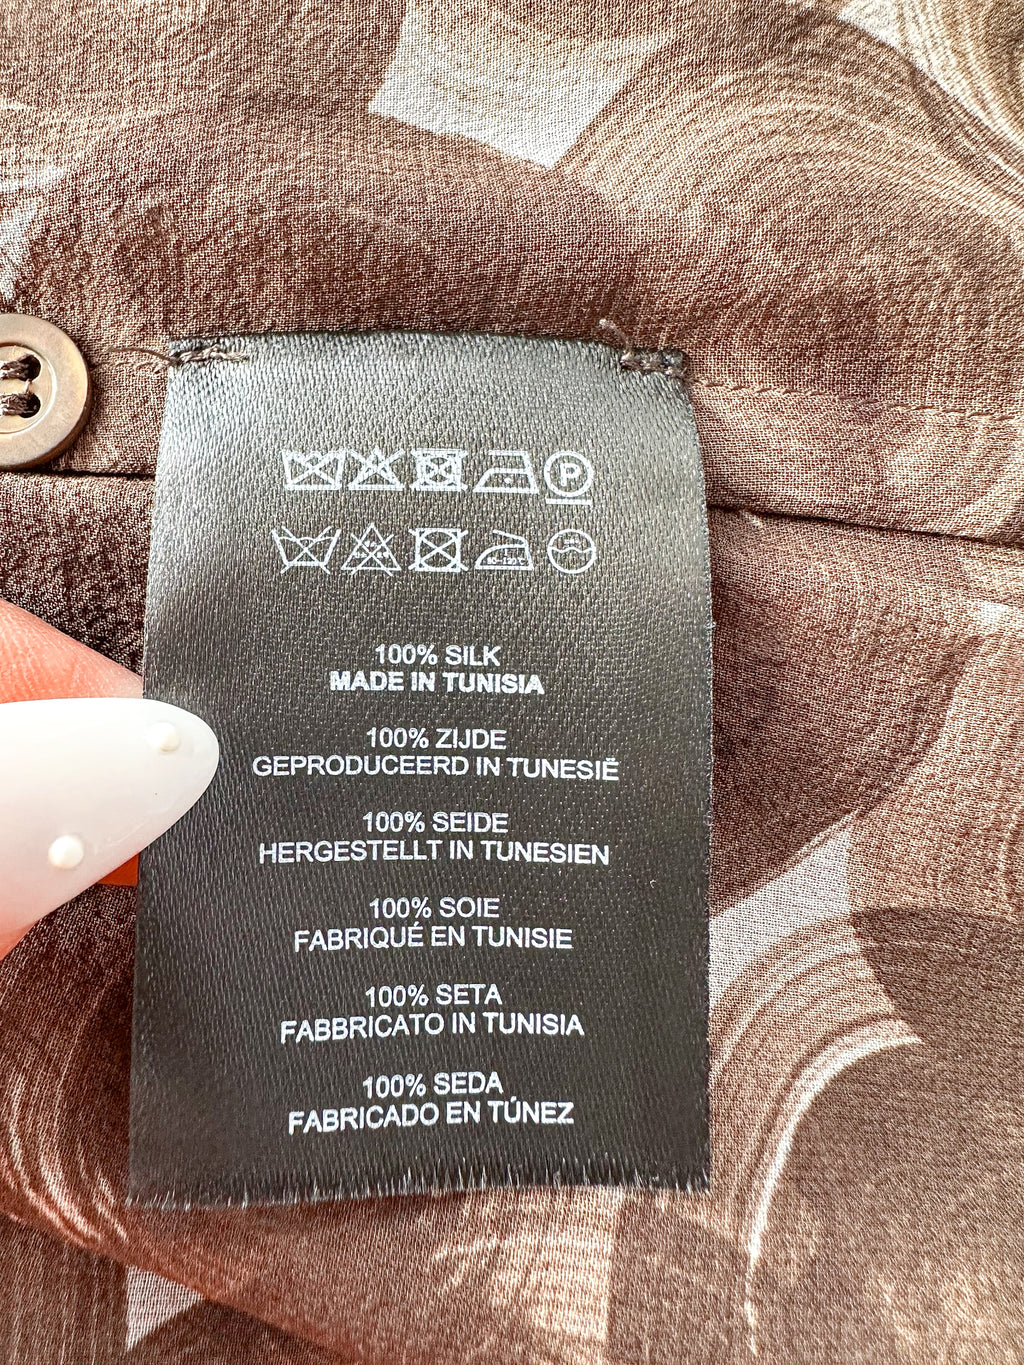 P
100% SILK
MADE IN TUNISIA
100% ZIJDE
GEPRODUCEERD IN TUNESIË
100% SEIDE
HERGESTELLT IN TUNESIEN
100% SOIE
FABRIQUÉ EN TUNISIE
100% SETA
FABBRICATO IN TUNISIA
100% SEDA
FABRICADO EN TÚNEZ